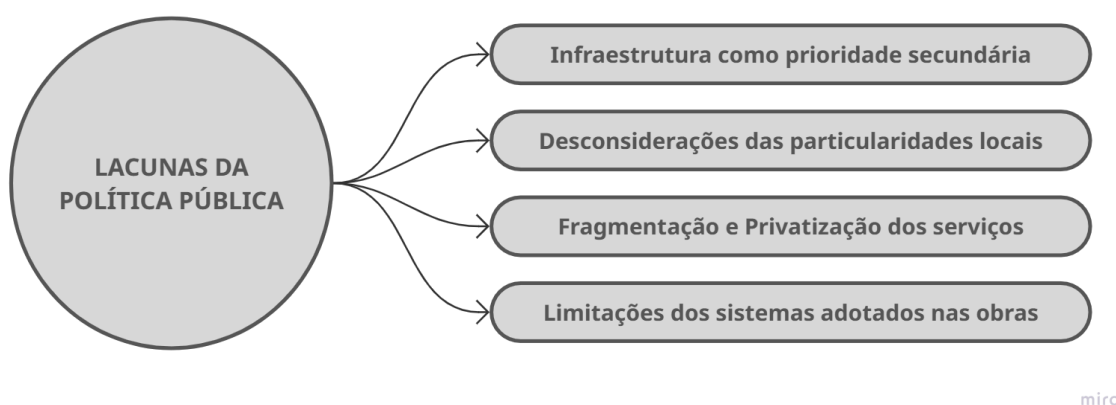 LACUNAS DA
POLÍTICA PÚBLICA
Infraestrutura como prioridade secundária
Desconsiderações das particularidades locais
Fragmentação e Privatização dos serviços
Limitações dos sistemas adotados nas obras